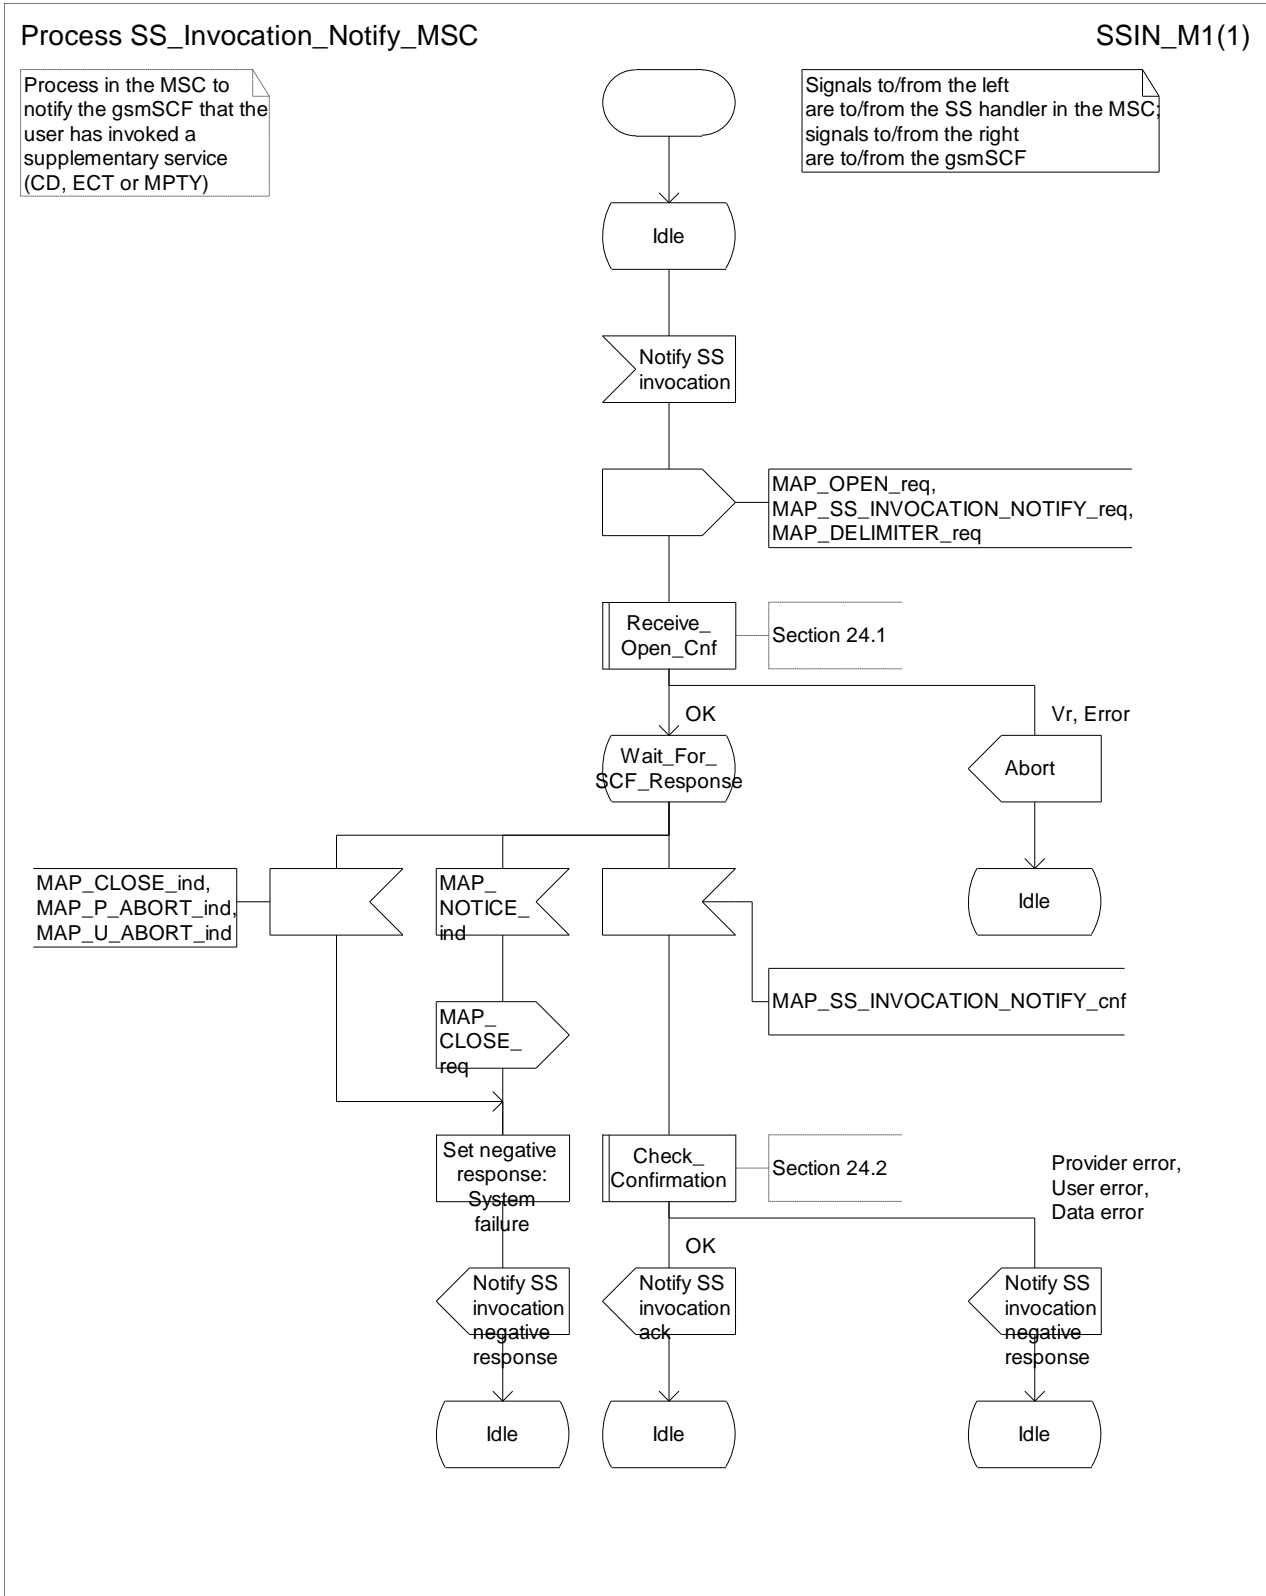 Process SS_Invocation_Notify_MSC
SSIN_M1(1)
Process in the MSC to
notify the gsmSCF that the
user has invoked a
supplementary service
(CD, ECT or MPTY)
Signals to/from the left
are to/from the SS handler in the MSC;
signals to/from the right
are to/from the gsmSCF
Idle
Notify SS
invocation
MAP_OPEN_req,
MAP_SS_INVOCATION_NOTIFY_req,
MAP_DELIMITER_req
Receive_
Open_Cnf
Section 24.1
OK
Vr, Error
Wait_For_
SCF_Response
Abort
MAP_CLOSE_ind,
MAP_P_ABORT_ind,
MAP_U_ABORT_ind
MAP_
NOTICE_
ind
Idle
MAP_SS_INVOCATION_NOTIFY_cnf
MAP_
CLOSE_
req
Set negative
response:
System
failure
Check_
Confirmation
Section 24.2
Provider error,
User error,
Data error
OK
Notify SS
invocation
negative
response
Notify SS
invocation
ack
Notify SS
invocation
negative
response
Idle
Idle
Idle